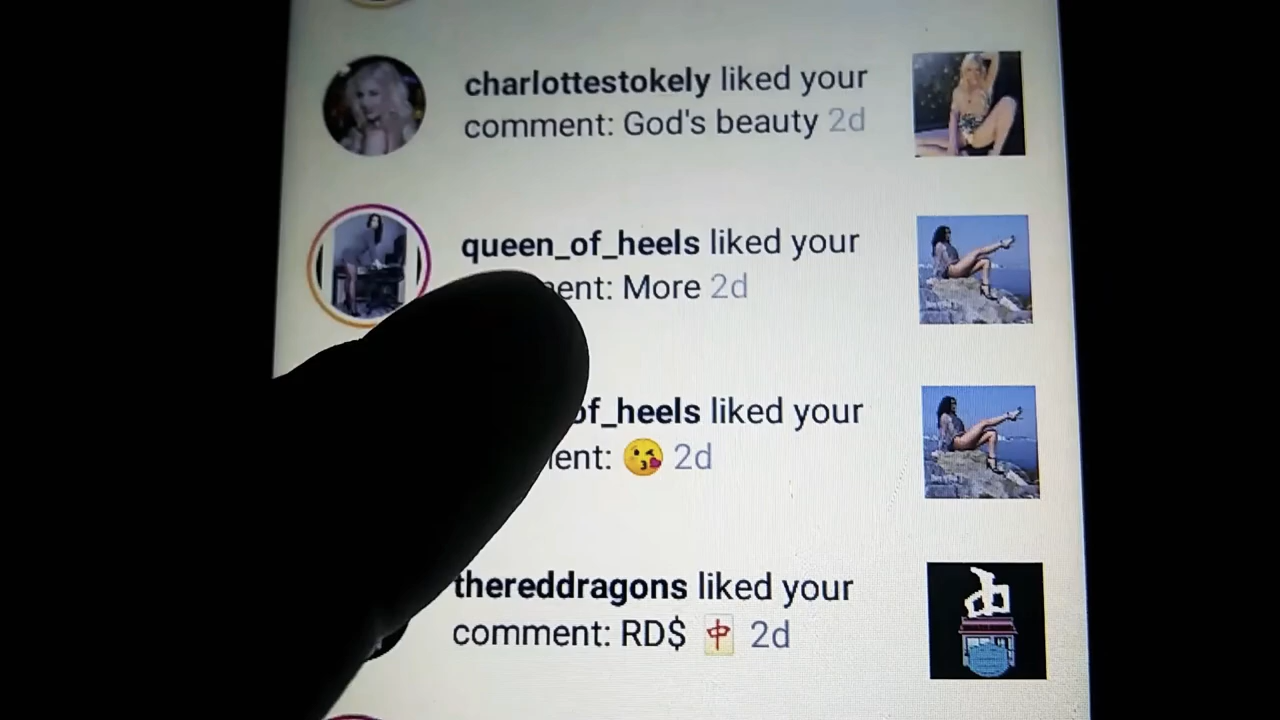 charlottestokely liked your
comment: God's beauty 2d
queen_of_heels liked your
ent: More 2d
of_heels liked your
ent: 😘 2d
thereddragons liked your
comment: RD$ 🀄 2d